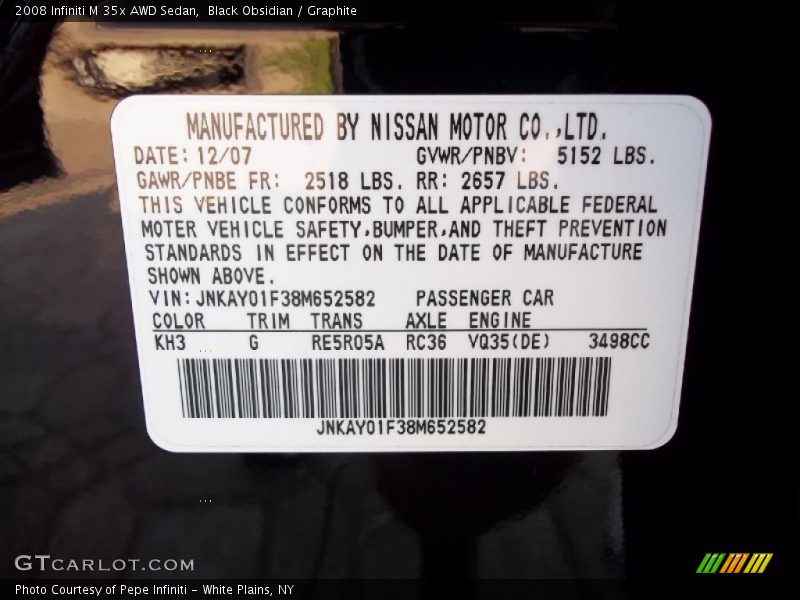 2008 Infiniti M 35x AWD Sedan,  Black Obsidian / Graphite
MANUFACTURED BY NISSAN MOTOR CO.,LTD.
DATE: 12/07 GVWR/PNBV: 5152 LBS.
GAWR/PNBE FR: 2518 LBS. RR: 2657 LBS.
THIS VEHICLE CONFORMS TO ALL APPLICABLE FEDERAL
MOTER VEHICLE SAFETY,BUMPER,AND THEFT PREVENTION
STANDARDS IN EFFECT ON THE DATE OF MANUFACTURE
SHOWN ABOVE.
VIN: JNKAY01F38M652582 PASSENGER CAR
COLOR TRIM TRANS AXLE ENGINE
KH3 G RE5R05A RC36 VQ35(DE) 3498CC
JNKAY01F38M652582
GTCARLOT.COM
Photo Courtesy of Pepe Infiniti - White Plains, NY